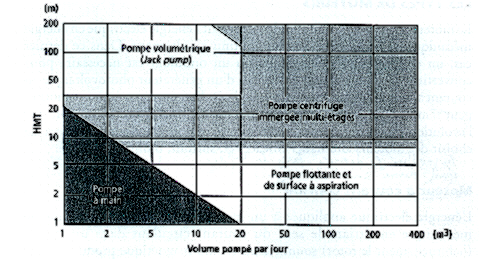 (m)
200
100
50
20
10
5
2
1
HMT
Pompe volumétrique
(Jack pump)
Pompe centrifuge
immergée multi-étages
Pompe flottante et
de surface à aspiration
Pompe
à main
1 2 5 10 20 50 100 200 400 (m3)
Volume pompé par jour